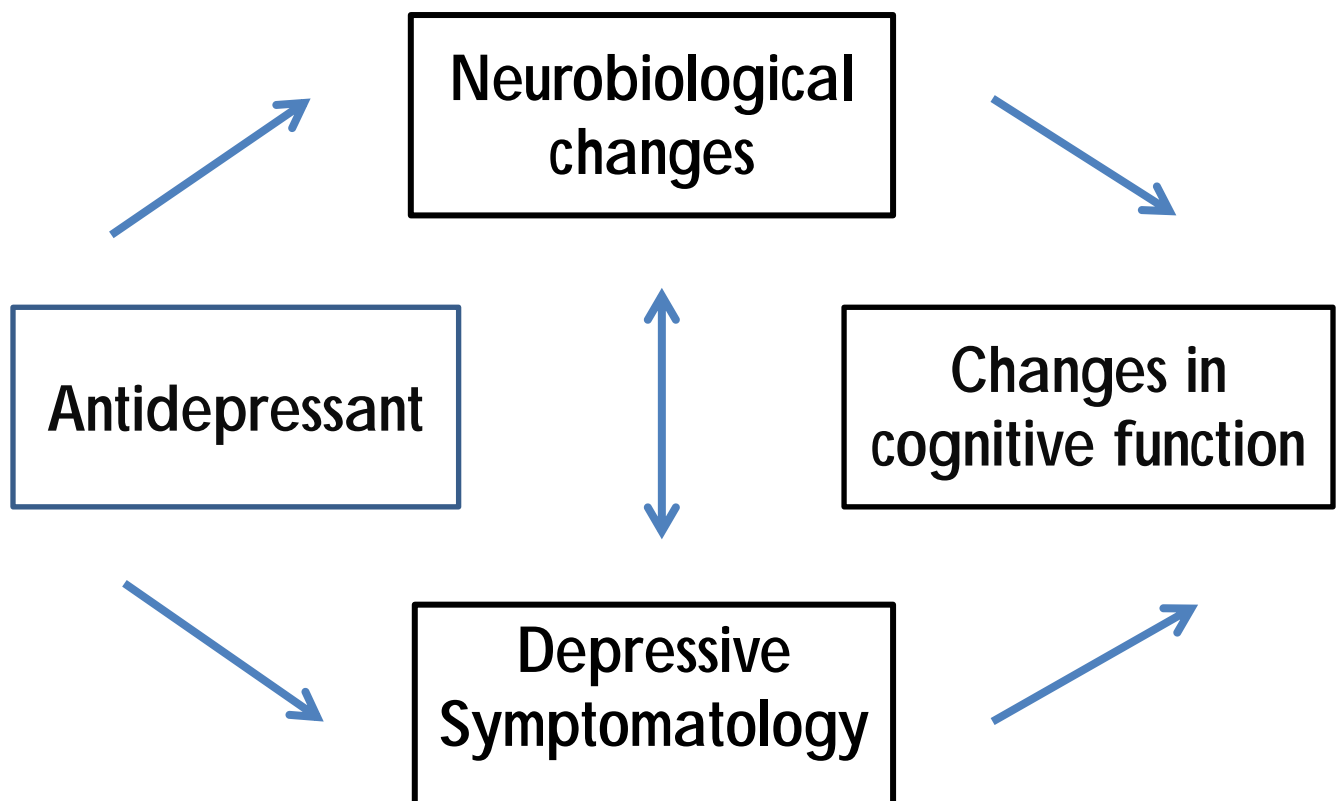 Neurobiological
changes
Antidepressant
Changes in
cognitive function
Depressive
Symptomatology